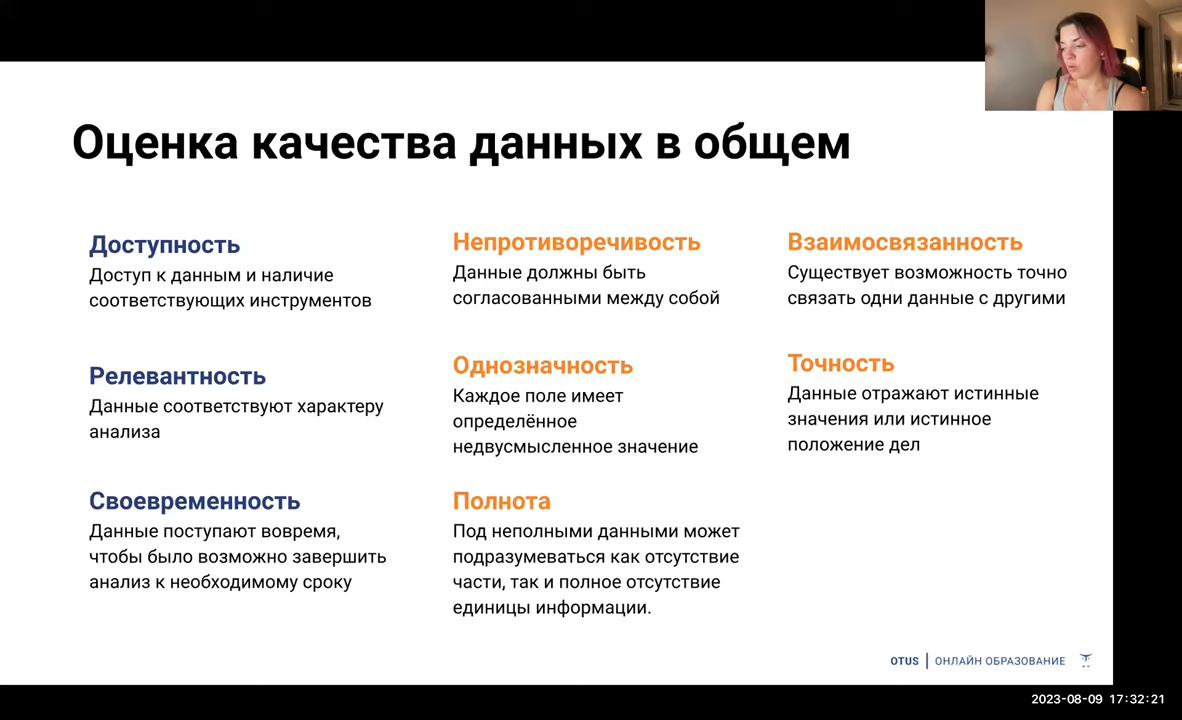 Оценка качества данных в общем
Доступность
Доступ к данным и наличие
соответствующих инструментов
Релевантность
Данные соответствуют характеру
анализа
Своевременность
Данные поступают вовремя,
чтобы было возможно завершить
анализ к необходимому сроку
Непротиворечивость
Данные должны быть
согласованными между собой
Однозначность
Каждое поле имеет
определённое
недвусмысленное значение
Полнота
Под неполными данными может
подразумеваться как отсутствие
части, так и полное отсутствие
единицы информации.
Взаимосвязанность
Существует возможность точно
связать одни данные с другими
Точность
Данные отражают истинные
значения или истинное
положение дел
OTUS | ОНЛАЙН ОБРАЗОВАНИЕ
2023-08-09 17:32:21